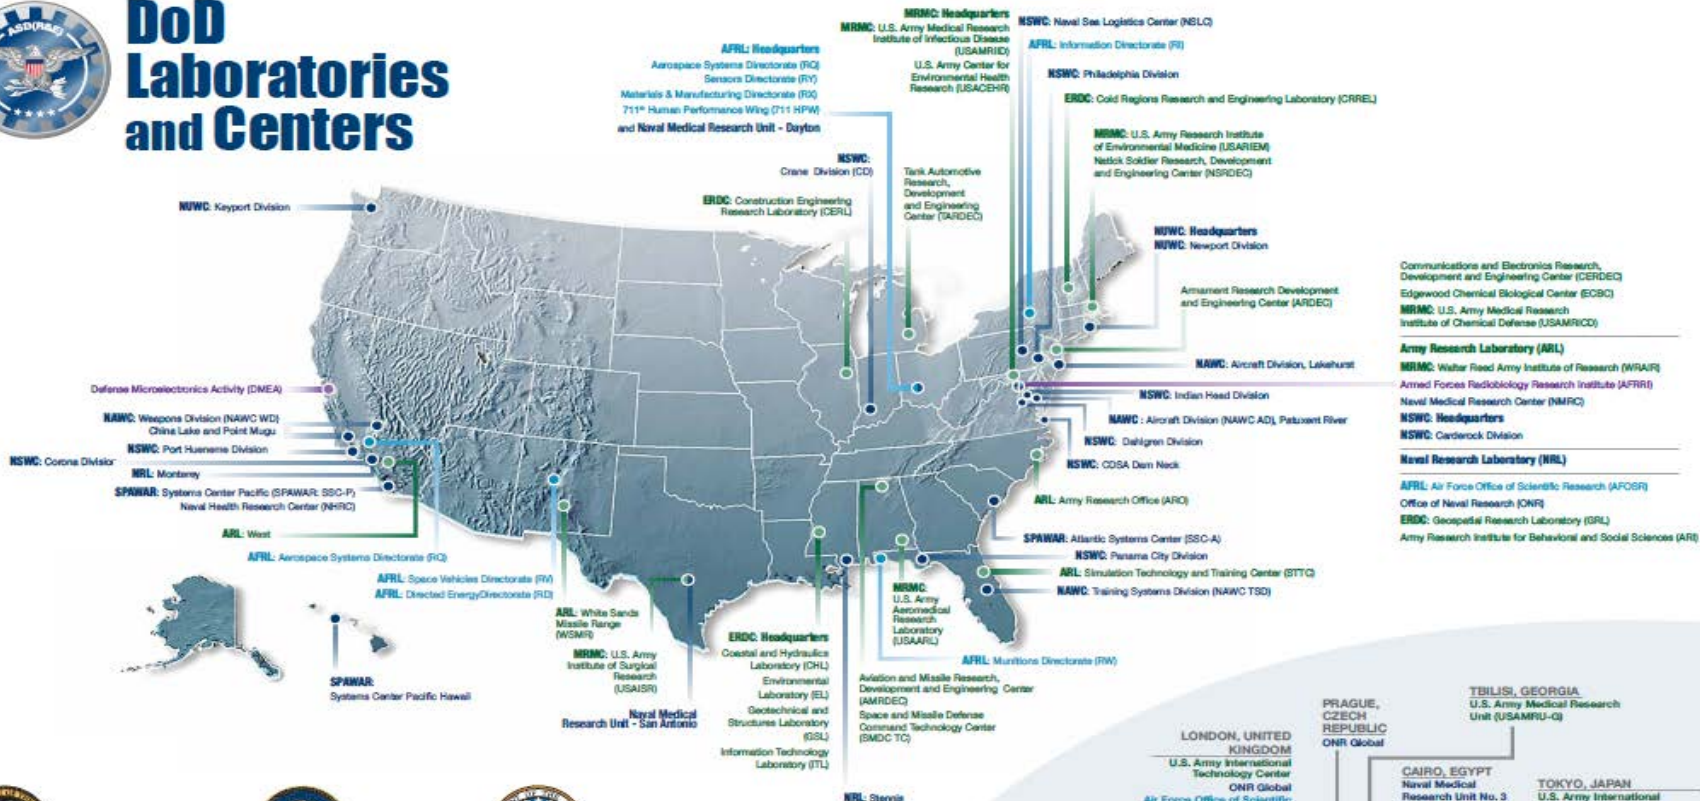 ASD(R&E)
DoD
Laboratories
and Centers
MRMC: Headquarters
MRMC: U.S. Army Medical Research
Institute of Infectious Disease
(USAMRIID)
U.S. Army Center for
Environmental Health
Research (USACEHR)
NSWC: Naval Sea Logistics Center (NSLC)
AFRL: Information Directorate (RI)
NSWC: Philadelphia Division
ERDC: Cold Regions Research and Engineering Laboratory (CRREL)
MRMC: U.S. Army Research Institute
of Environmental Medicine (USARIEM)
Natick Soldier Research, Development
and Engineering Center (NSRDEC)
AFRL: Headquarters
Aerospace Systems Directorate (RQ)
Sensors Directorate (RY)
Materials & Manufacturing Directorate (RX)
711th Human Performance Wing (711 HPW)
and Naval Medical Research Unit - Dayton
NSWC:
Crane Division (CD)
ERDC: Construction Engineering
Research Laboratory (CERL)
Tank Automotive
Research,
Development
and Engineering
Center (TARDEC)
NUWC: Keyport Division
NUWC: Headquarters
NUWC: Newport Division
Armament Research Development
and Engineering Center (ARDEC)
NAWC: Aircraft Division, Lakehurst
NSWC: Indian Head Division
NAWC : Aircraft Division (NAWC AD), Patuxent River
NSWC: Dahlgren Division
NSWC: CDSA Dam Neck
ARL: Army Research Office (ARO)
SPAWAR: Atlantic Systems Center (SSC-A)
NSWC: Panama City Division
ARL: Simulation Technology and Training Center (STTC)
NAWC: Training Systems Division (NAWC TSD)
Communications and Electronics Research,
Development and Engineering Center (CERDEC)
Edgewood Chemical Biological Center (ECBC)
MRMC: U.S. Army Medical Research
Institute of Chemical Defense (USAMRICD)
Army Research Laboratory (ARL)
MRMC: Walter Reed Army Institute of Research (WRAIR)
Armed Forces Radiobiology Research Institute (AFRRI)
Naval Medical Research Center (NMRC)
NSWC: Headquarters
NSWC: Carderock Division
Naval Research Laboratory (NRL)
AFRL: Air Force Office of Scientific Research (AFOSR)
Office of Naval Research (ONR)
ERDC: Geospatial Research Laboratory (GRL)
Army Research Institute for Behavioral and Social Sciences (ARI)
Defense Microelectronics Activity (DMEA)
NAWC: Weapons Division (NAWC WD)
China Lake and Point Mugu
NSWC: Port Hueneme Division
NSWC: Corona Division
NRL: Monterey
SPAWAR: Systems Center Pacific (SPAWAR: SSC-P)
Naval Health Research Center (NHRC)
ARL: West
AFRL: Aerospace Systems Directorate (RQ)
AFRL: Space Vehicles Directorate (RV)
AFRL: Directed EnergyDirectorate (RD)
ARL: White Sands
Missile Range
(WSMR)
MRMC: U.S. Army
Institute of Surgical
Research
(USAISR)
Naval Medical
Research Unit - San Antonio
SPAWAR:
Systems Center Pacific Hawaii
ERDC: Headquarters
Coastal and Hydraulics
Laboratory (CHL)
Environmental
Laboratory (EL)
Geotechnical and
Structures Laboratory
(GSL)
Information Technology
Laboratory (ITL)
MRMC:
U.S. Army
Aeromedical
Research
Laboratory
(USAARL)
AFRL: Munitions Directorate (RW)
Aviation and Missile Research,
Development and Engineering Center
(AMRDEC)
Space and Missile Defense
Command Technology Center
(SMDC TC)
NRL: Stennis
LONDON, UNITED
KINGDOM
U.S. Army International
Technology Center
ONR Global
Air Force Office of Scientific
PRAGUE,
CZECH
REPUBLIC
ONR Global
TBILISI, GEORGIA
U.S. Army Medical Research
Unit (USAMRU-G)
CAIRO, EGYPT
Naval Medical
Research Unit No. 3
TOKYO, JAPAN
U.S. Army International